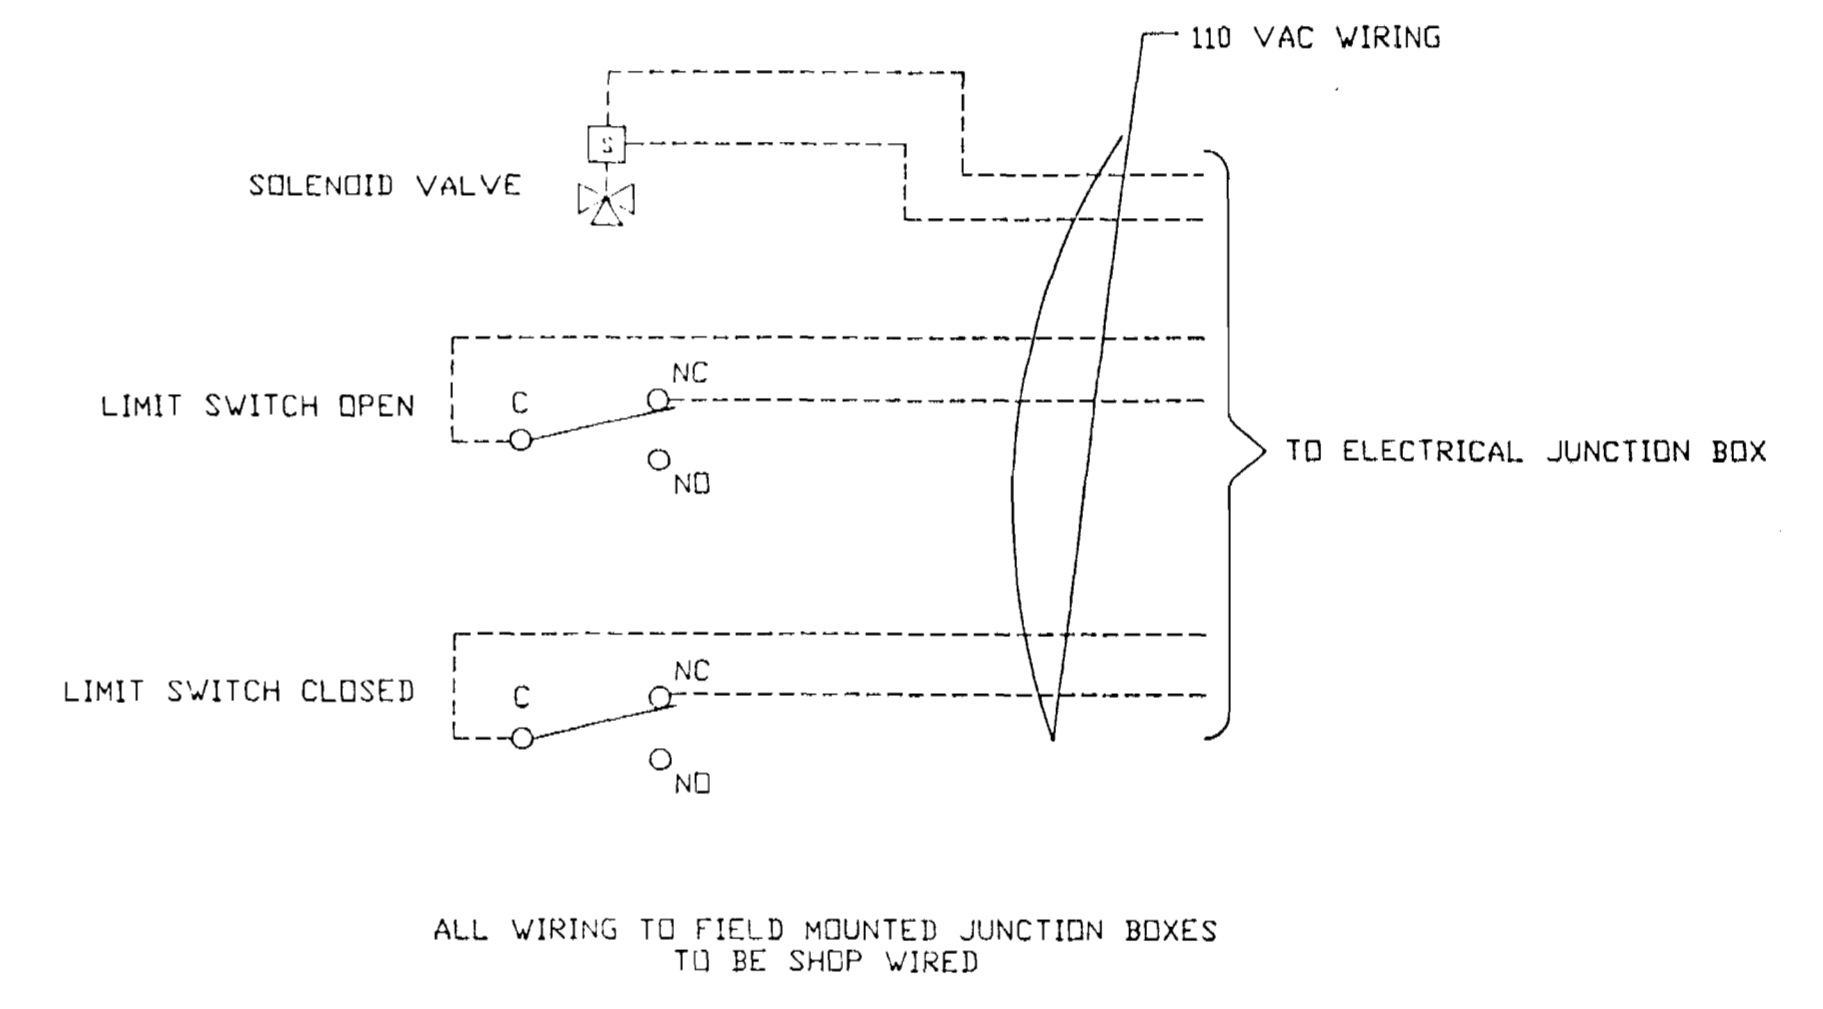 110 VAC WIRING
S
SOLENOID VALVE
NC
LIMIT SWITCH OPEN
C
NO
TO ELECTRICAL JUNCTION BOX
NC
LIMIT SWITCH CLOSED
C
NO
ALL WIRING TO FIELD MOUNTED JUNCTION BOXES
TO BE SHOP WIRED